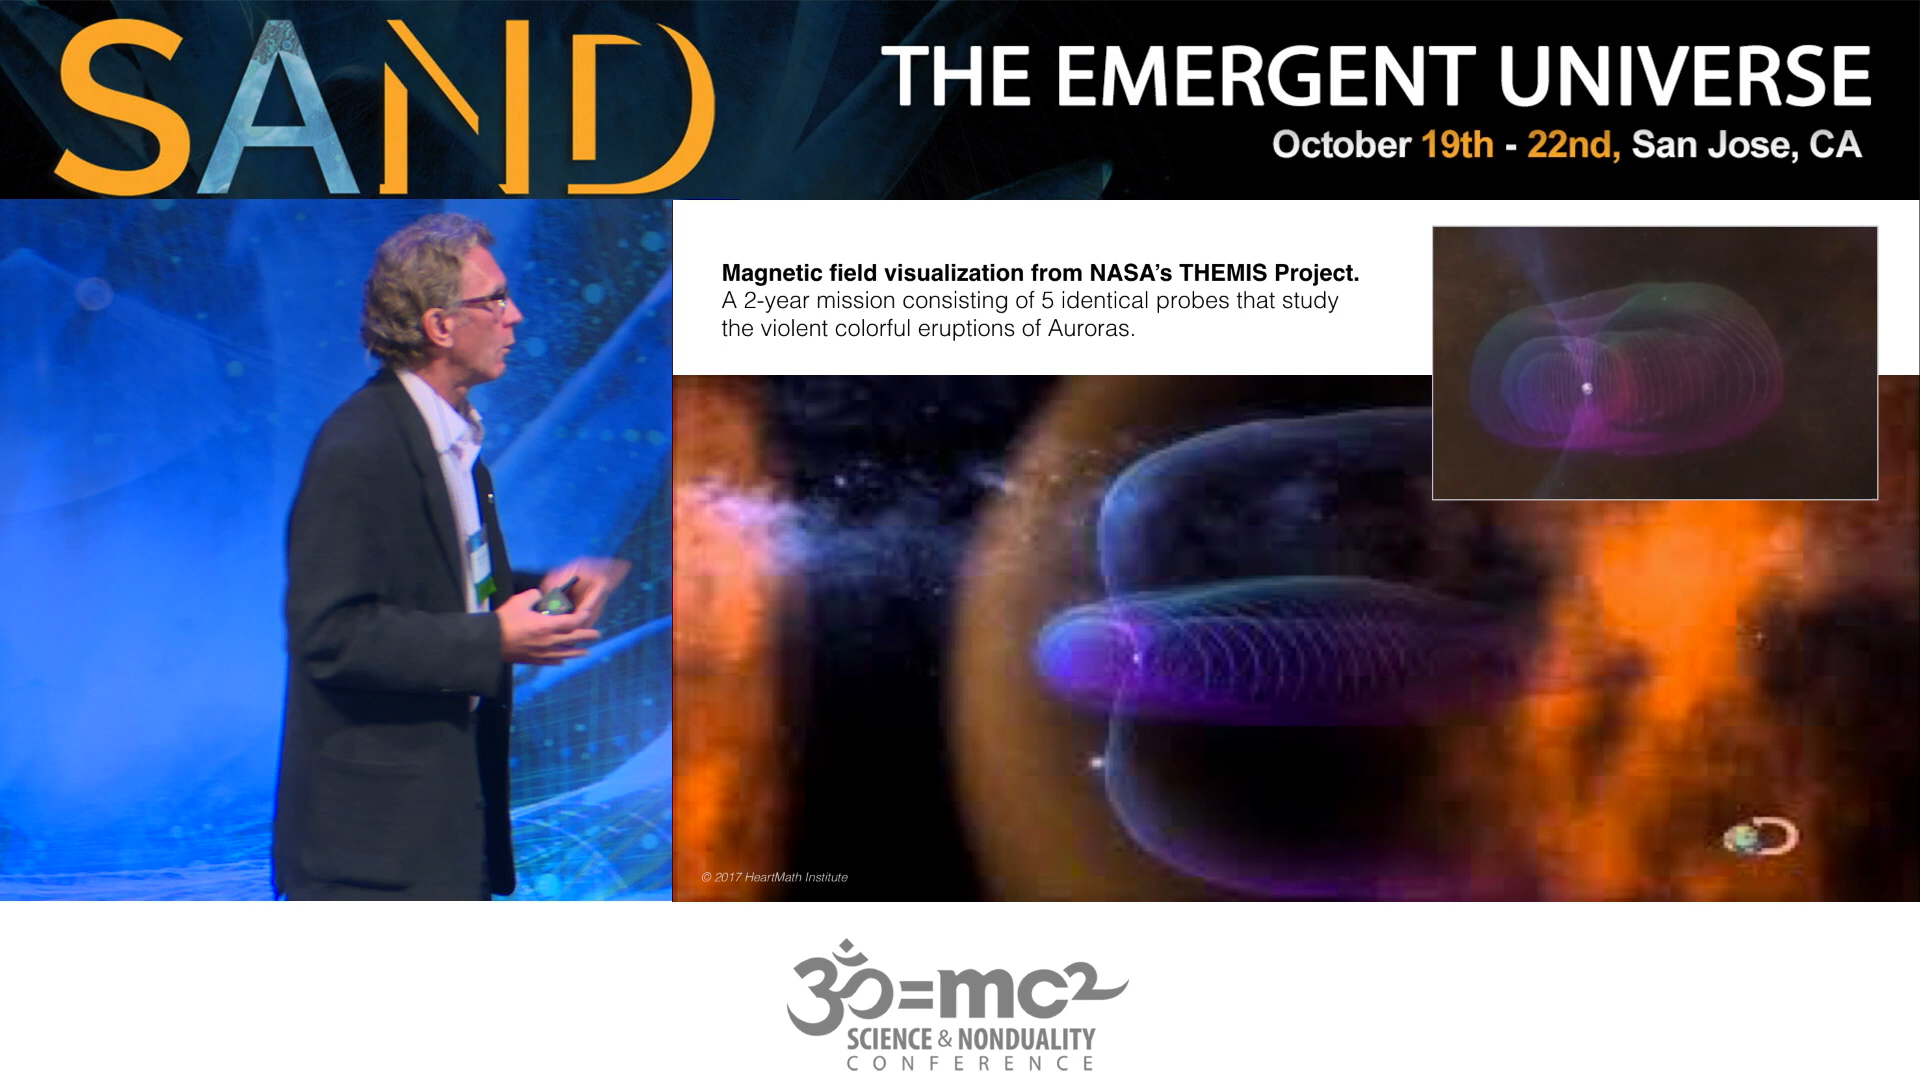 SAND
THE EMERGENT UNIVERSE
October 19th - 22nd, San Jose, CA
Magnetic field visualization from NASA’s THEMIS Project.
A 2-year mission consisting of 5 identical probes that study
the violent colorful eruptions of Auroras.
© 2017 HeartMath Institute
ॐ=mc2
SCIENCE & NONDUALITY
CONFERENCE